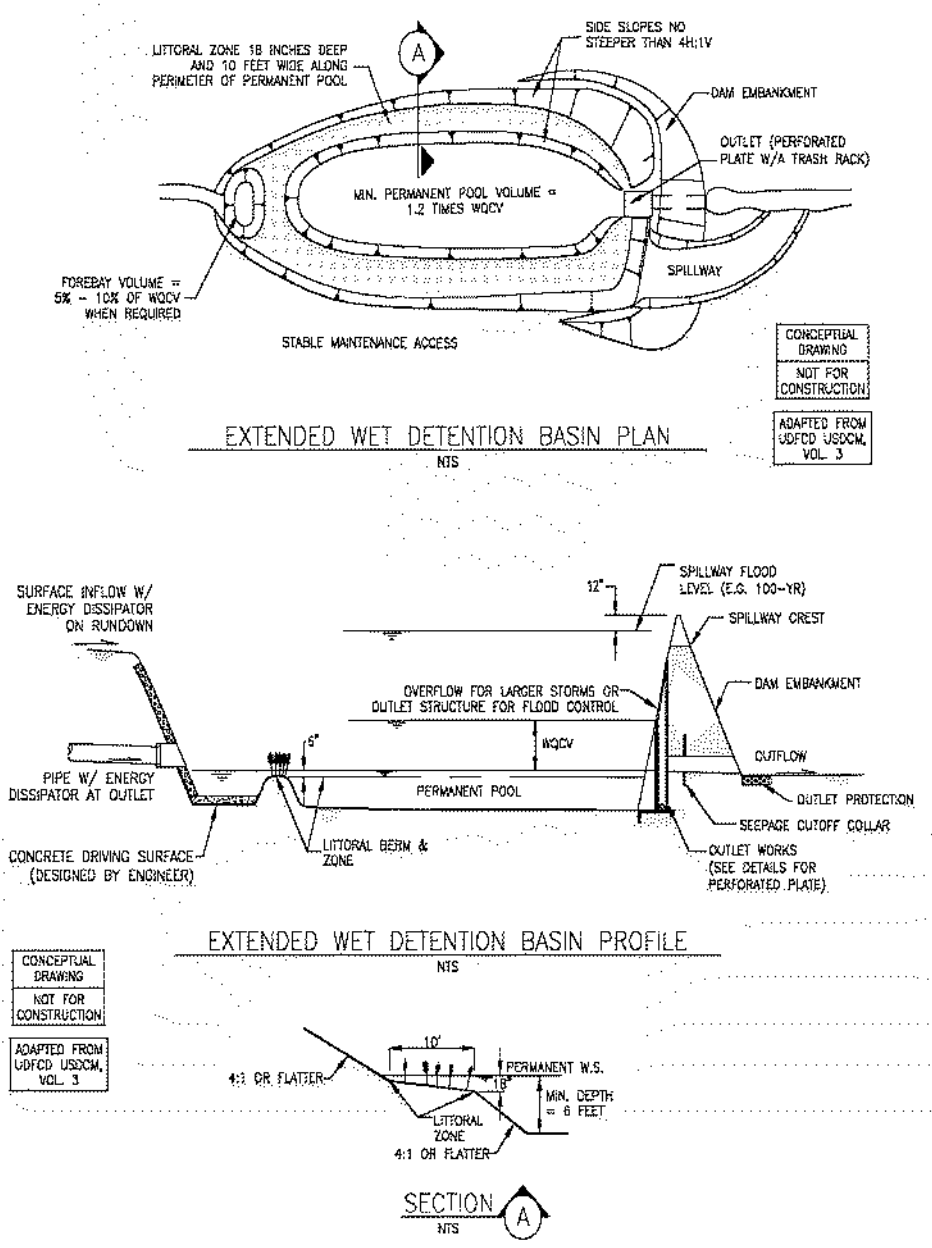 LITTORAL ZONE 18 INCHES DEEP
AND 10 FEET WIDE ALONG
PERIMETER OF PERMANENT POOL
A
SIDE SLOPES NO
STEEPER THAN 4H:1V
DAM EMBANKMENT
OUTLET (PERFORATED
PLATE W/A TRASH RACK)
MIN. PERMANENT POOL VOLUME =
1.2 TIMES WQCV
FOREBAY VOLUME =
5% - 10% OF WQCV
WHEN REQUIRED
SPILLWAY
STABLE MAINTENANCE ACCESS
CONCEPTUAL
DRAWING
NOT FOR
CONSTRUCTION
ADAPTED FROM
UDFCD USDCM,
VOL. 3
EXTENDED WET DETENTION BASIN PLAN
NTS
SURFACE INFLOW W/
ENERGY DISSIPATOR
ON RUNDOWN
12"
SPILLWAY FLOOD
LEVEL (E.G. 100-YR)
SPILLWAY CREST
DAM EMBANKMENT
OVERFLOW FOR LARGER STORMS OR
OUTLET STRUCTURE FOR FLOOD CONTROL
6"
WQCV
OUTFLOW
PIPE W/ ENERGY
DISSIPATOR AT OUTLET
PERMANENT POOL
OUTLET PROTECTION
SEEPAGE CUTOFF COLLAR
CONCRETE DRIVING SURFACE
(DESIGNED BY ENGINEER)
LITTORAL BERM &
ZONE
OUTLET WORKS
(SEE DETAILS FOR
PERFORATED PLATE)
EXTENDED WET DETENTION BASIN PROFILE
NTS
CONCEPTUAL
DRAWING
NOT FOR
CONSTRUCTION
ADAPTED FROM
UDFCD USDCM,
VOL. 3
10'
PERMANENT W.S.
4:1 OR FLATTER
18"
MIN. DEPTH
= 6 FEET
LITTORAL
ZONE
4:1 OR FLATTER
SECTION
A
NTS